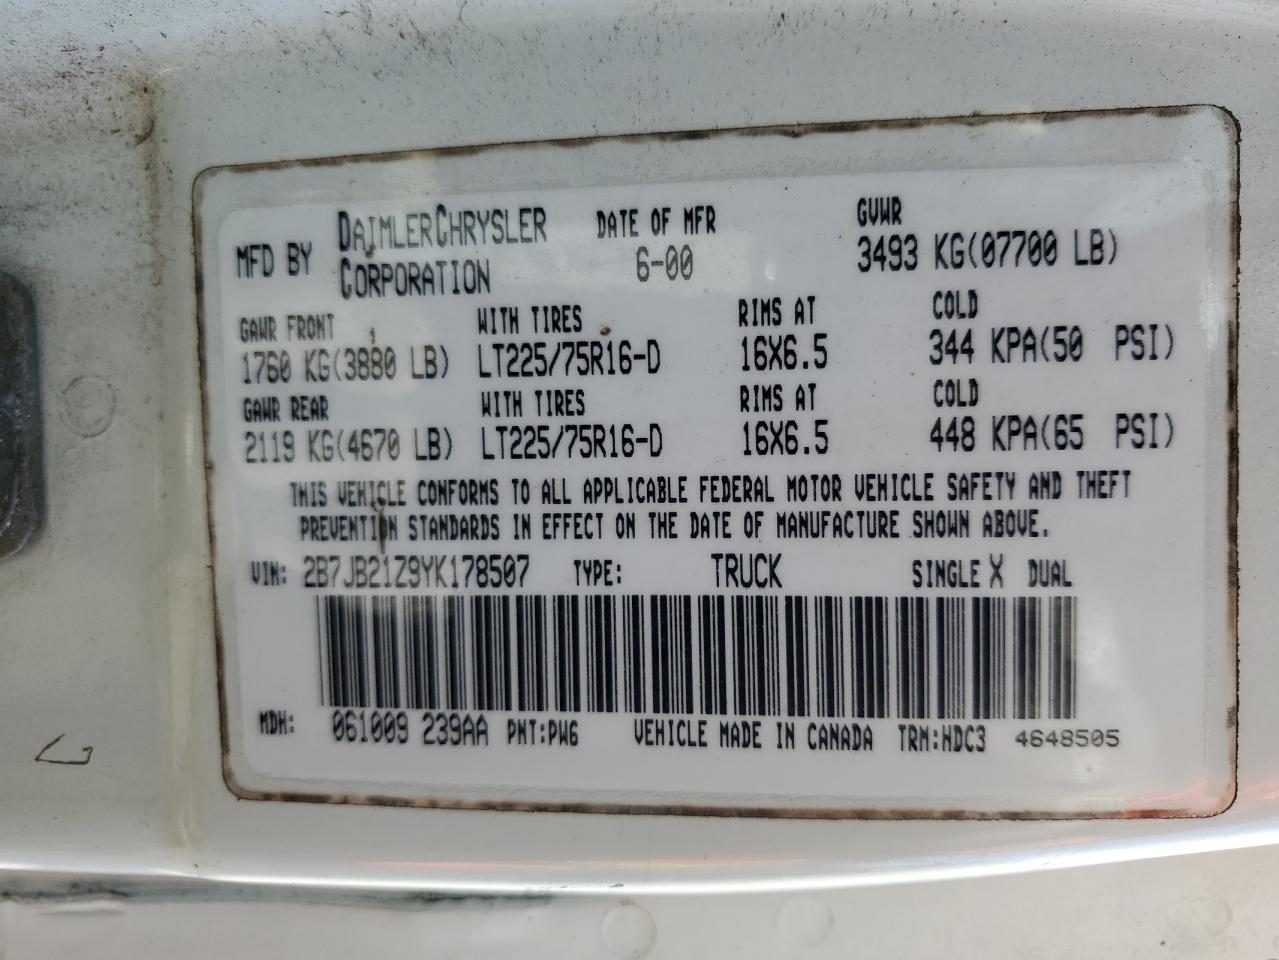 MFD BY DAIMLERCHRYSLER CORPORATION DATE OF MFR 6-00 GVWR 3493 KG(07700 LB)
GAWR FRONT WITH TIRES RIMS AT COLD
1760 KG(3880 LB) LT225/75R16-D 16X6.5 344 KPA(50 PSI)
GAWR REAR WITH TIRES RIMS AT COLD
2119 KG(4670 LB) LT225/75R16-D 16X6.5 448 KPA(65 PSI)
THIS VEHICLE CONFORMS TO ALL APPLICABLE FEDERAL MOTOR VEHICLE SAFETY AND THEFT
PREVENTION STANDARDS IN EFFECT ON THE DATE OF MANUFACTURE SHOWN ABOVE.
VIN: 2B7JB21Z9YK178507 TYPE: TRUCK SINGLE X DUAL
MDH: 061009 239AA PNT:PW6 VEHICLE MADE IN CANADA TRM:HDC3 4648505